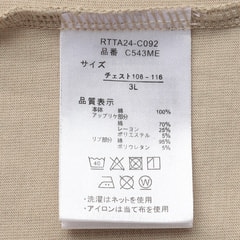 RTTA24-C092
品番 C543ME
サイズ
チェスト108-116
3L
品質表示
本体 綿 100%
アップリケ部分
綿 70%
レーヨン 25%
ポリエステル 5%
リブ部分 綿 95%
ポリウレタン 5%
・洗濯はネットを使用
・アイロンは当て布を使用